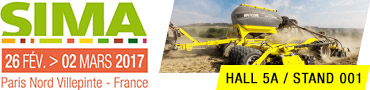 SIMA
26 FÉV. > 02 MARS 2017
Paris Nord Villepinte - France
HALL 5A / STAND 001